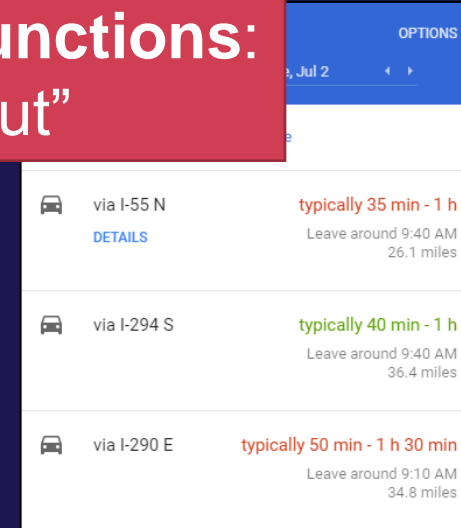 unctions:
ut”
OPTIONS
e, Jul 2
e
via I-55 N
typically 35 min - 1 h
DETAILS
Leave around 9:40 AM
26.1 miles
via I-294 S
typically 40 min - 1 h
Leave around 9:40 AM
36.4 miles
via I-290 E
typically 50 min - 1 h 30 min
Leave around 9:10 AM
34.8 miles